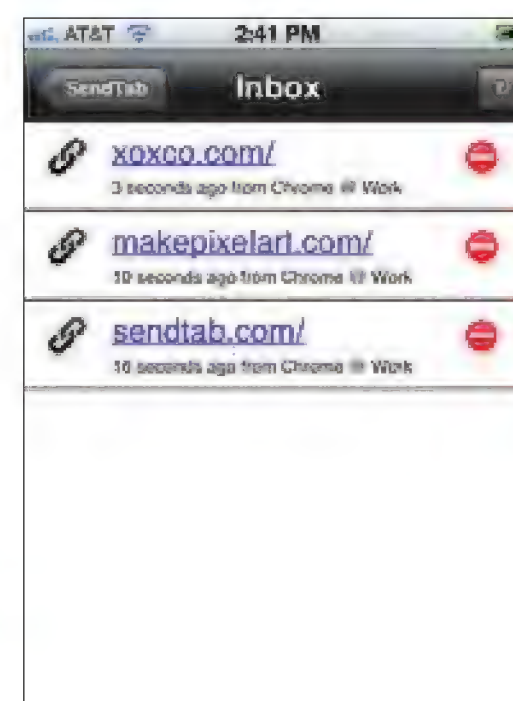 AT&T 2:41 PM
SendTab Inbox
xoxco.com/
3 seconds ago from Chrome @ Work
makepixelart.com/
10 seconds ago from Chrome @ Work
sendtab.com/
seconds ago from Chrome @ Work